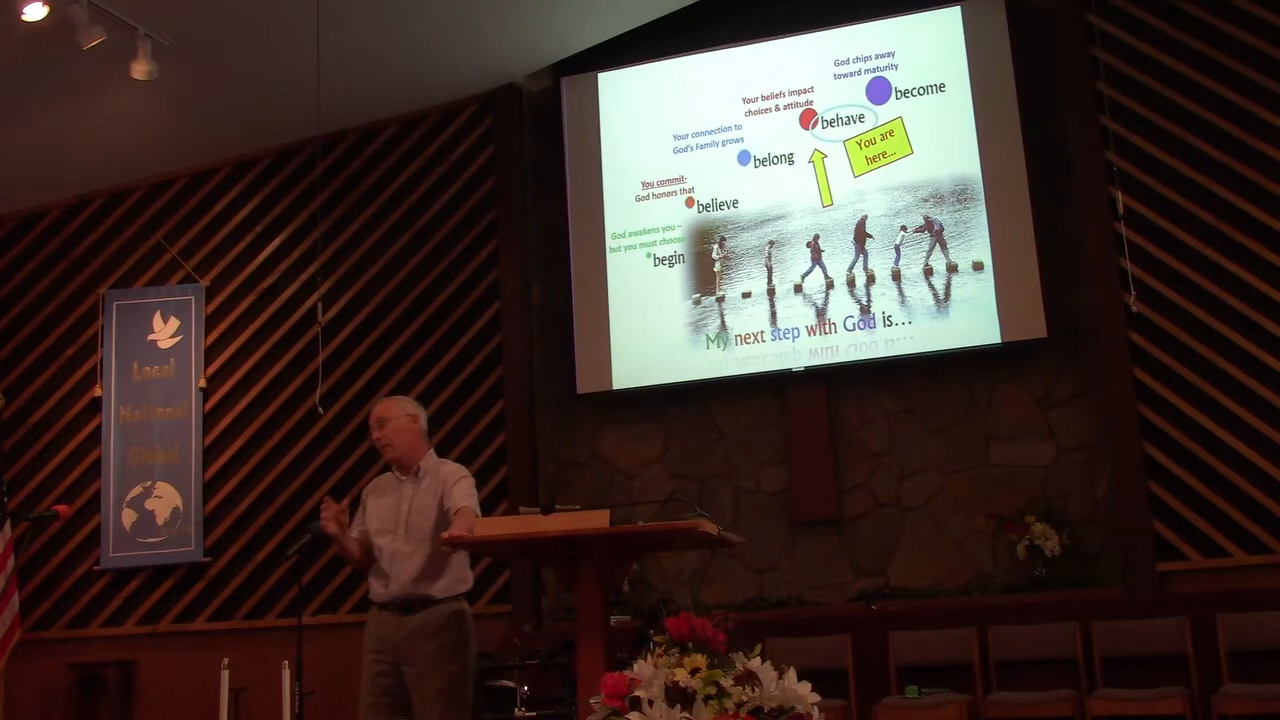 Local
National
Global
God chips away
toward maturity
become
Your beliefs impact
choices & attitude
behave
You are
here...
Your connection to
God's Family grows
belong
You commit-
God honors that
believe
God awakens you –
but you must choose
begin
My next step with God is...